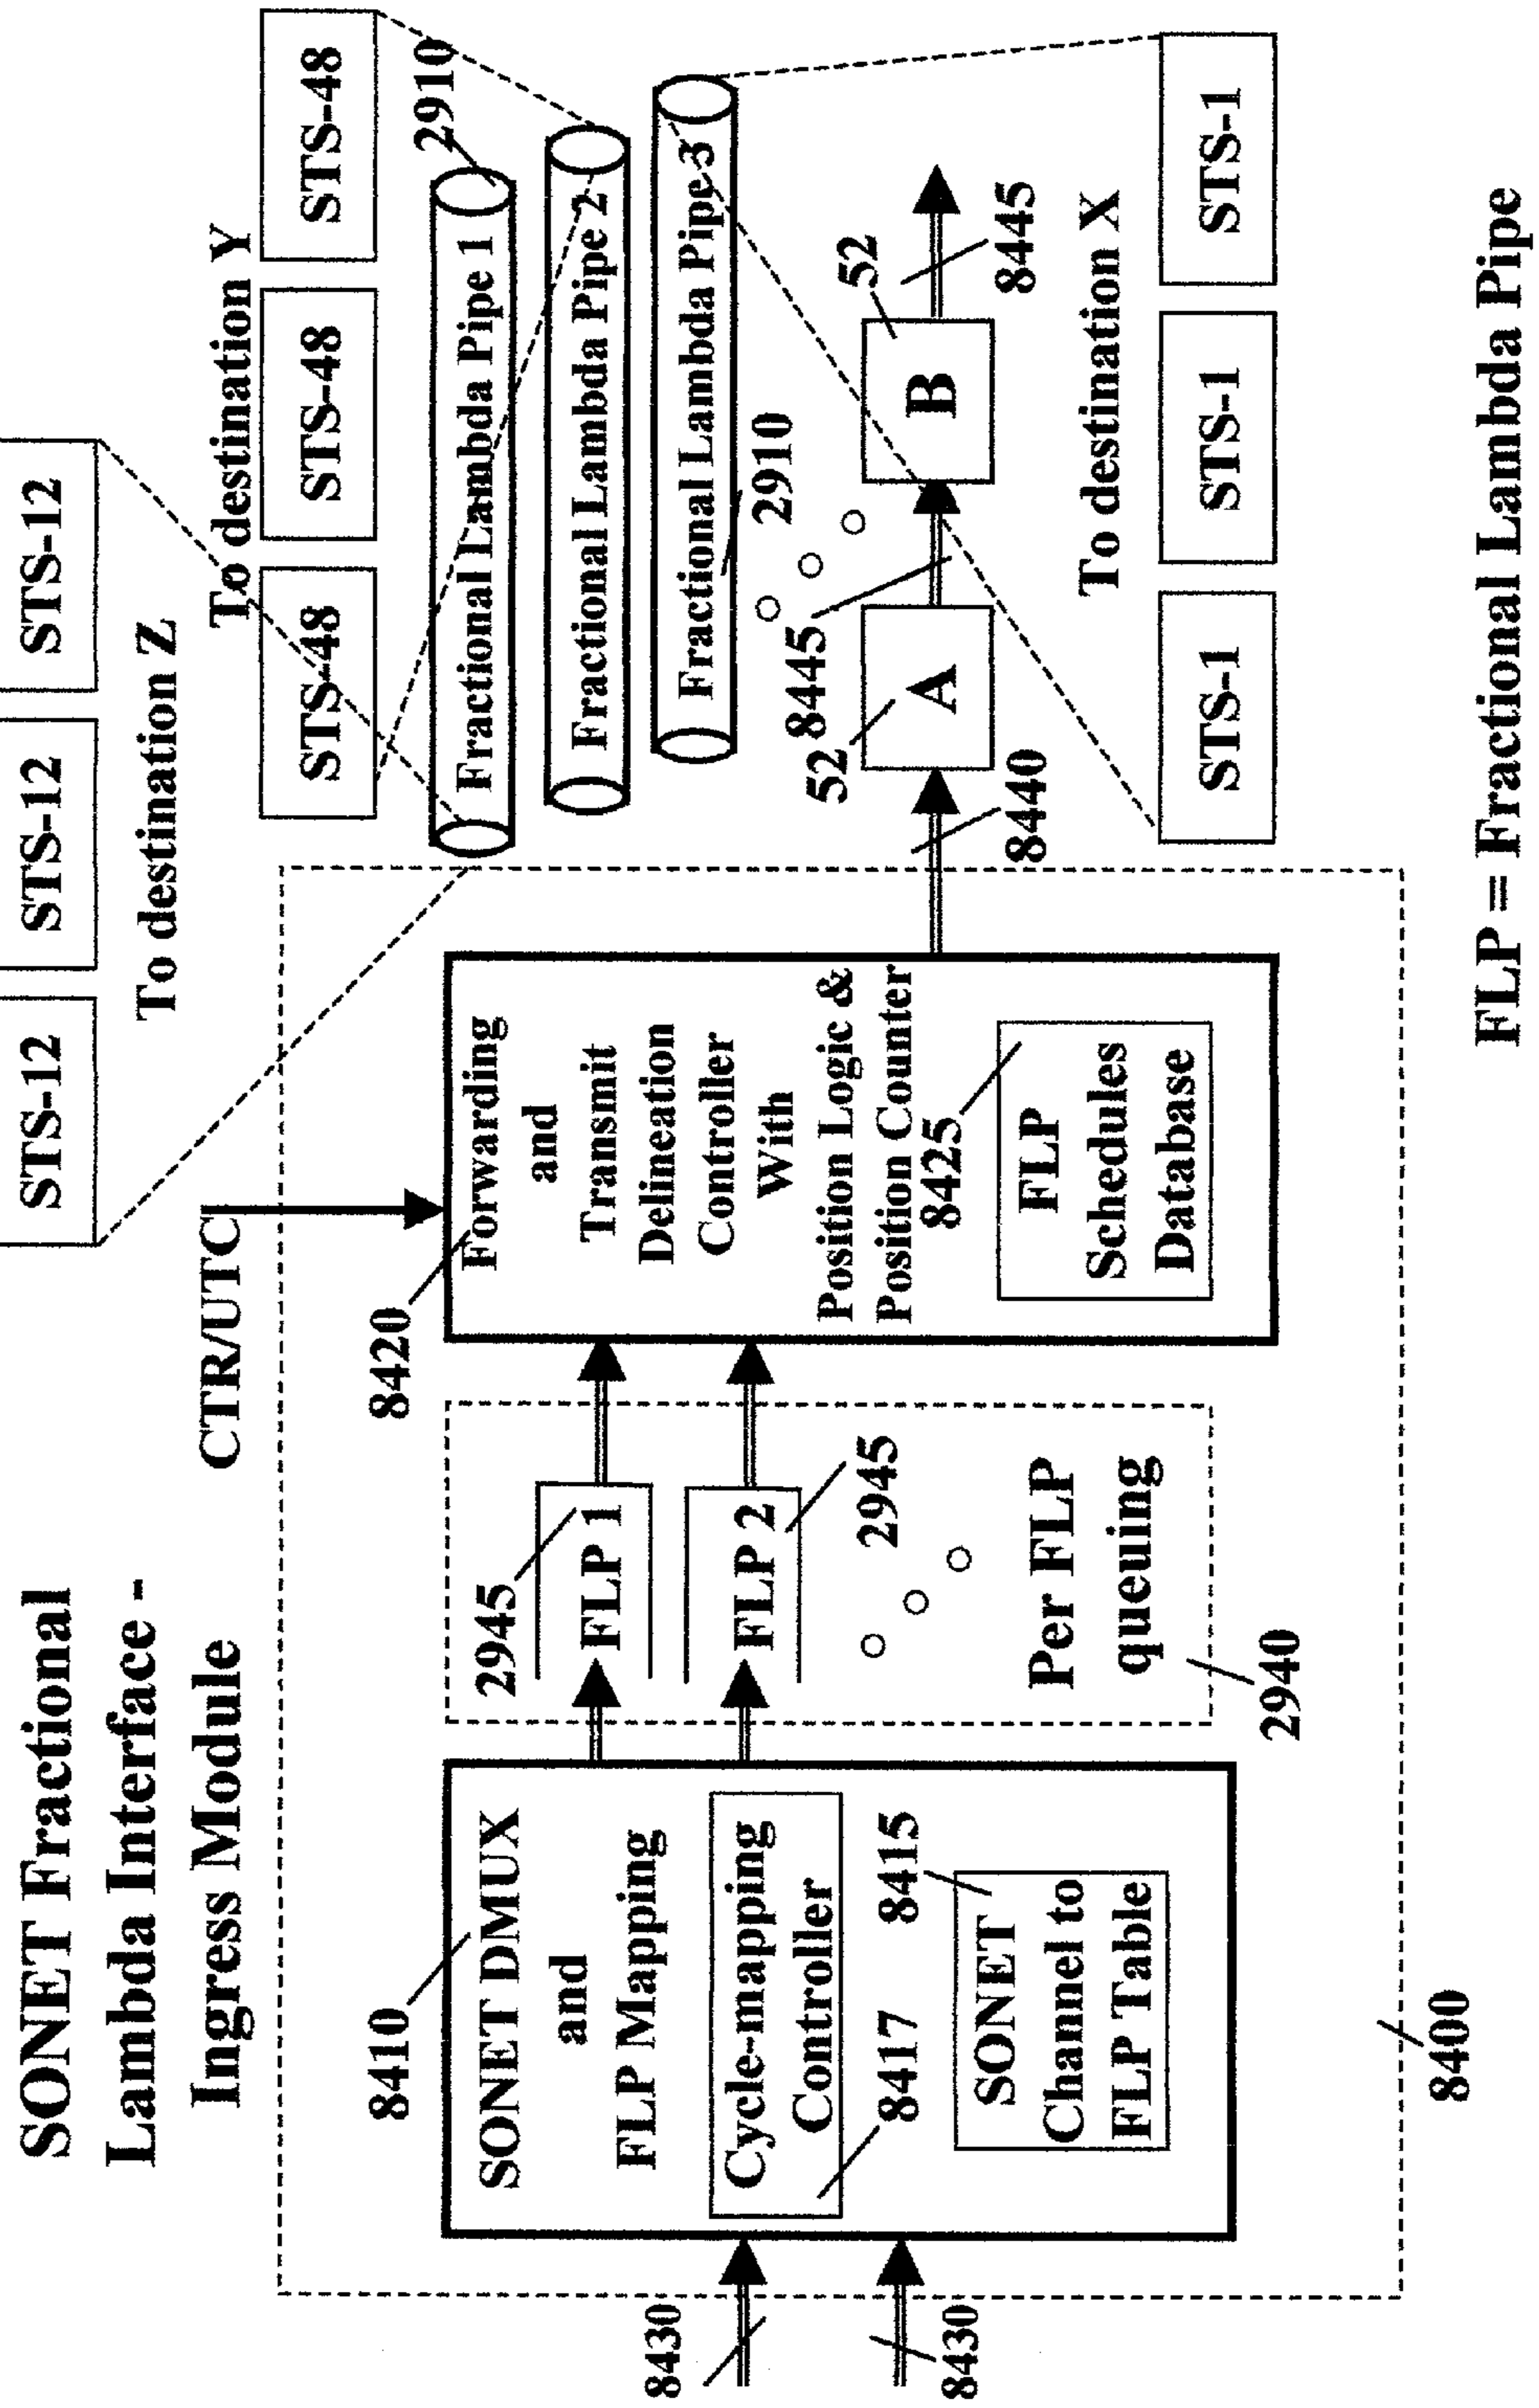 SONET Fractional
Lambda Interface -
Ingress Module
STS-12
STS-12
STS-12
To destination Z
To destination Y
STS-48
STS-48
STS-48
2910
Fractional Lambda Pipe 1
Fractional Lambda Pipe 2
Fractional Lambda Pipe 3
2910
CTR/UTC
8410
SONET DMUX
and
FLP Mapping
Cycle-mapping
Controller
8417
8415
SONET
Channel to
FLP Table
8430
8430
2945
FLP 1
FLP 2
2945
Per FLP
queuing
2940
8420
Forwarding
and
Transmit
Delineation
Controller
With
Position Logic &
Position Counter
8425
FLP
Schedules
Database
8440
52
A
8445
52
B
8445
To destination X
STS-1
STS-1
STS-1
8400
FLP = Fractional Lambda Pipe